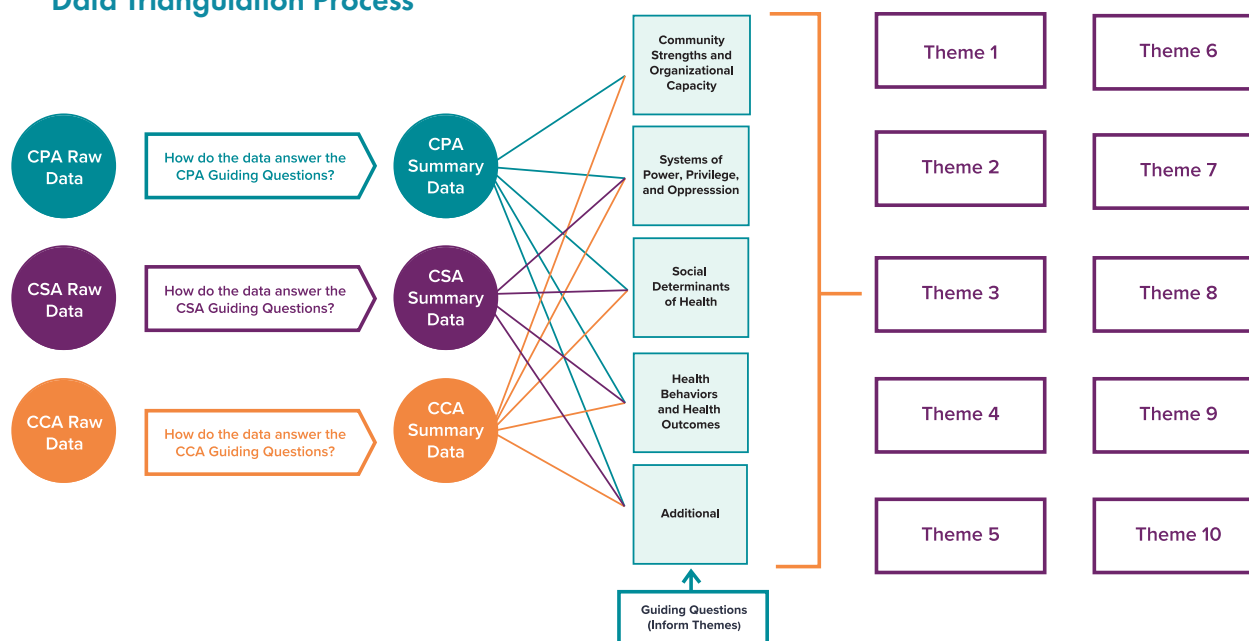 Data Triangulation Process
CPA Raw
Data
How do the data answer the
CPA Guiding Questions?
CPA
Summary
Data
CSA Raw
Data
How do the data answer the
CSA Guiding Questions?
CSA
Summary
Data
CCA Raw
Data
How do the data answer the
CCA Guiding Questions?
CCA
Summary
Data
Community
Strengths and
Organizational
Capacity
Systems of
Power, Privilege,
and Oppresssion
Social
Determinants
of Health
Health
Behaviors
and Health
Outcomes
Additional
Guiding Questions
(Inform Themes)
Theme 1
Theme 2
Theme 3
Theme 4
Theme 5
Theme 6
Theme 7
Theme 8
Theme 9
Theme 10